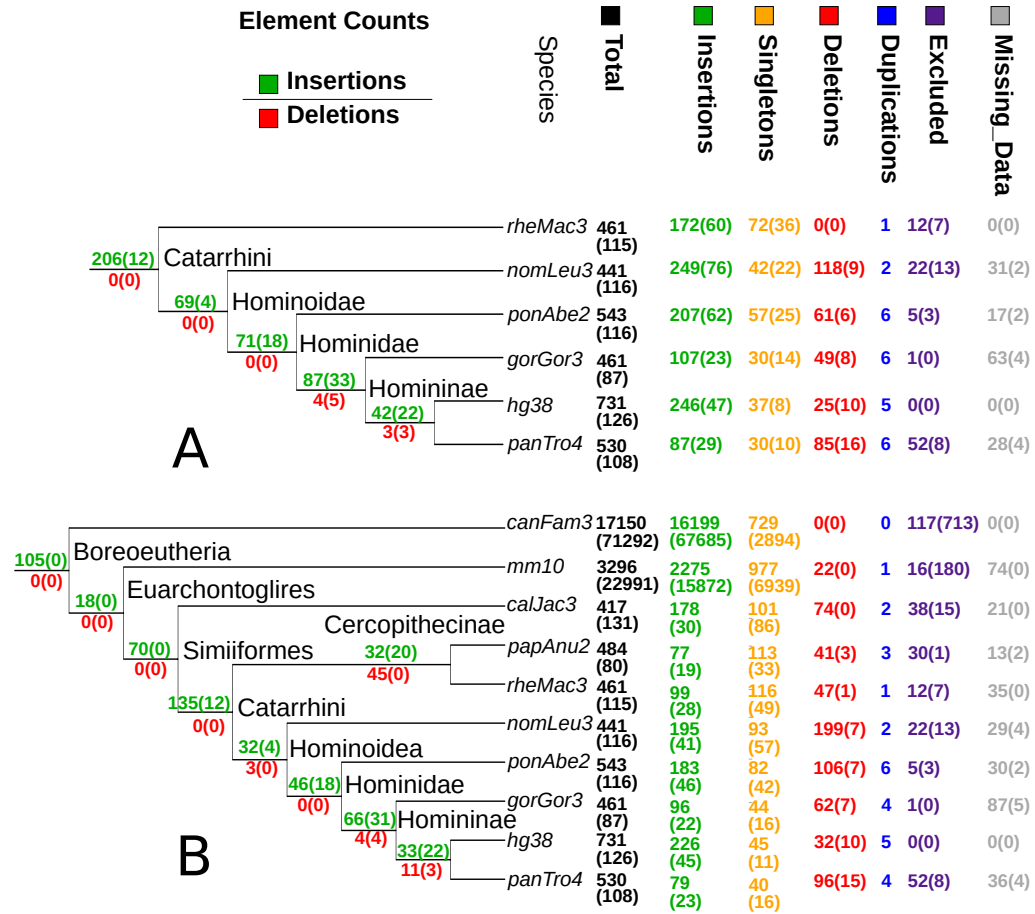 Element Counts
Insertions
Deletions
Species
Total
Insertions
Singletons
Deletions
Duplications
Excluded
Missing_Data
rheMac3 461 172(60) 72(36) 0(0) 1 12(7) 0(0)
(115)
206(12) Catarrhini
0(0)
nomLeu3 441 249(76) 42(22) 118(9) 2 22(13) 31(2)
(116)
69(4) Hominoidae
0(0)
ponAbe2 543 207(62) 57(25) 61(6) 6 5(3) 17(2)
(116)
71(18) Hominidae
0(0)
gorGor3 461 107(23) 30(14) 49(8) 6 1(0) 63(4)
(87)
87(33) Homininae
4(5)
hg38 731 246(47) 37(8) 25(10) 5 0(0) 0(0)
(126)
42(22)
3(3)
panTro4 530 87(29) 30(10) 85(16) 6 52(8) 28(4)
(108)
A
canFam3 17150 16199 729 0(0) 0 117(713) 0(0)
(71292) (67685) (2894)
105(0) Boreoeutheria
0(0)
mm10 3296 2275 977 22(0) 1 16(180) 74(0)
(22991) (15872) (6939)
18(0) Euarchontoglires
0(0)
calJac3 417 178 101 74(0) 2 38(15) 21(0)
(131) (30) (86)
70(0) Simiiformes
0(0)
Cercopithecinae
32(20)
45(0)
papAnu2 484 77 113 41(3) 3 30(1) 13(2)
(80) (19) (33)
rheMac3 461 99 116 47(1) 1 12(7) 35(0)
(115) (28) (49)
135(12) Catarrhini
0(0)
nomLeu3 441 195 93 199(7) 2 22(13) 29(4)
(116) (41) (57)
32(4) Hominoidea
3(0)
ponAbe2 543 183 82 106(7) 6 5(3) 30(2)
(116) (46) (42)
46(18) Hominidae
0(0)
gorGor3 461 96 44 62(7) 4 1(0) 87(5)
(87) (22) (16)
66(31) Homininae
4(4)
hg38 731 226 45 32(10) 5 0(0) 0(0)
(126) (45) (11)
33(22)
11(3)
panTro4 530 79 40 96(15) 4 52(8) 36(4)
(108) (23) (16)
B